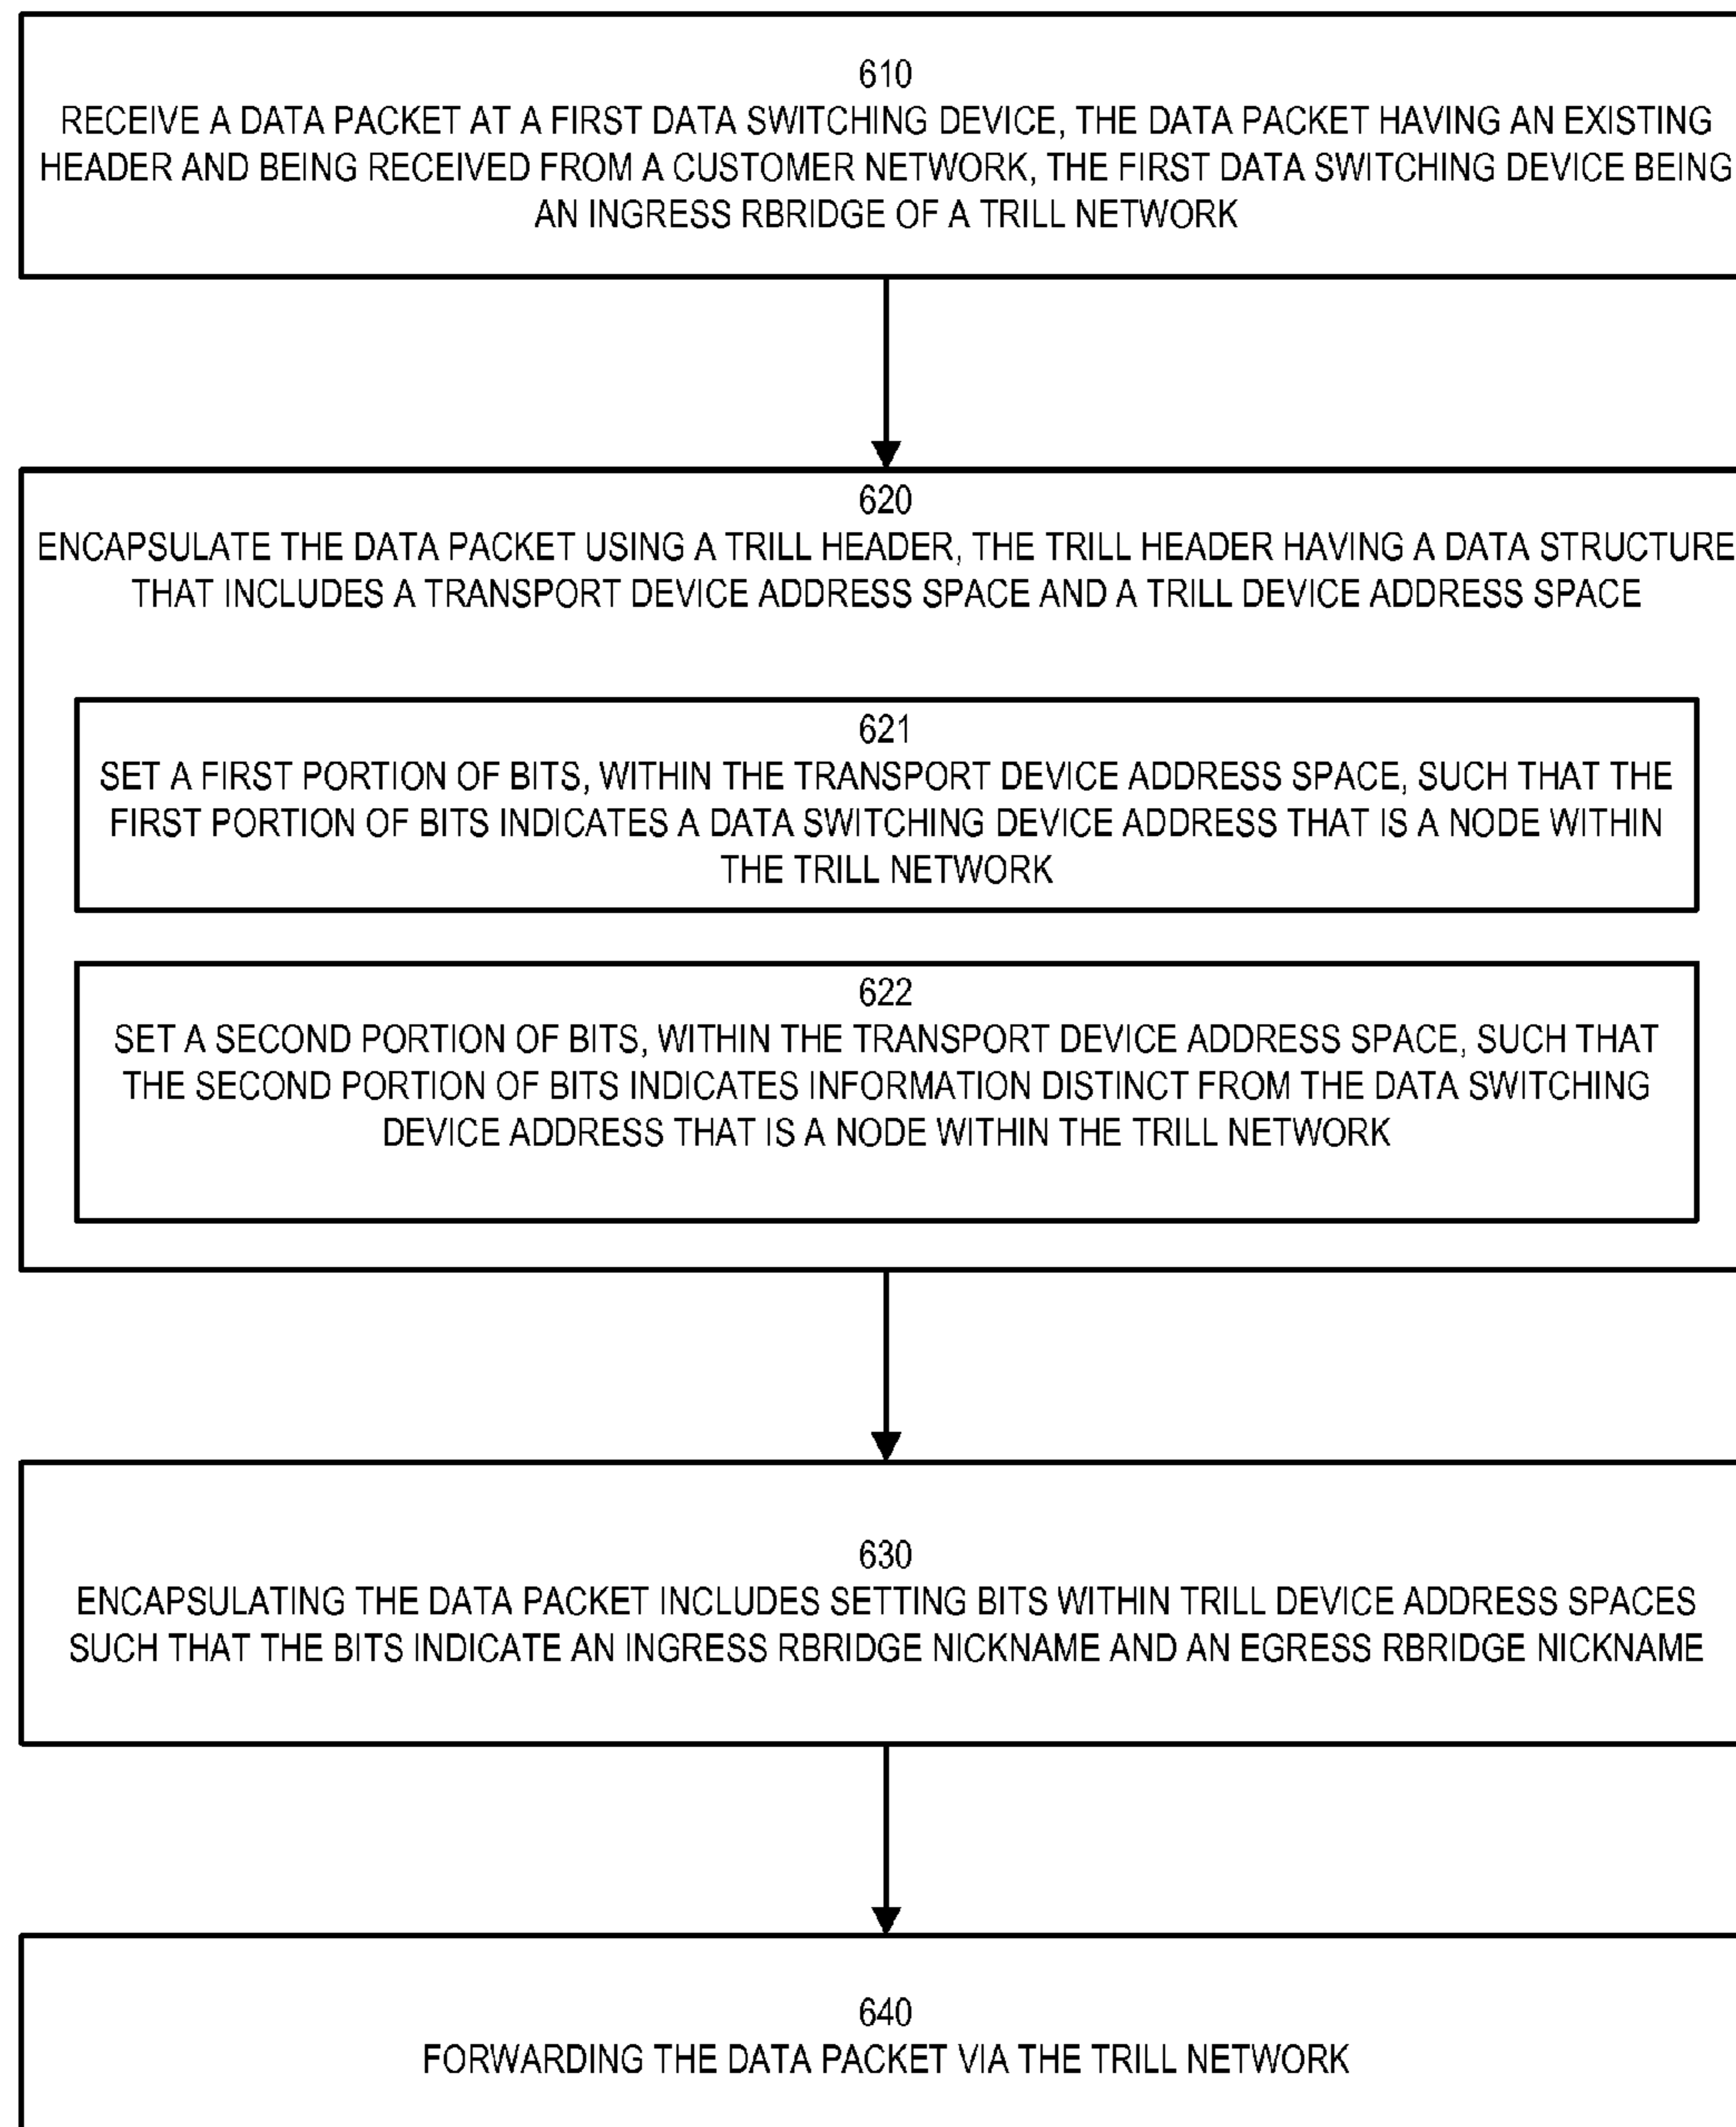 610
RECEIVE A DATA PACKET AT A FIRST DATA SWITCHING DEVICE, THE DATA PACKET HAVING AN EXISTING
HEADER AND BEING RECEIVED FROM A CUSTOMER NETWORK, THE FIRST DATA SWITCHING DEVICE BEING
AN INGRESS RBRIDGE OF A TRILL NETWORK
620
ENCAPSULATE THE DATA PACKET USING A TRILL HEADER, THE TRILL HEADER HAVING A DATA STRUCTURE
THAT INCLUDES A TRANSPORT DEVICE ADDRESS SPACE AND A TRILL DEVICE ADDRESS SPACE
621
SET A FIRST PORTION OF BITS, WITHIN THE TRANSPORT DEVICE ADDRESS SPACE, SUCH THAT THE
FIRST PORTION OF BITS INDICATES A DATA SWITCHING DEVICE ADDRESS THAT IS A NODE WITHIN
THE TRILL NETWORK
622
SET A SECOND PORTION OF BITS, WITHIN THE TRANSPORT DEVICE ADDRESS SPACE, SUCH THAT
THE SECOND PORTION OF BITS INDICATES INFORMATION DISTINCT FROM THE DATA SWITCHING
DEVICE ADDRESS THAT IS A NODE WITHIN THE TRILL NETWORK
630
ENCAPSULATING THE DATA PACKET INCLUDES SETTING BITS WITHIN TRILL DEVICE ADDRESS SPACES
SUCH THAT THE BITS INDICATE AN INGRESS RBRIDGE NICKNAME AND AN EGRESS RBRIDGE NICKNAME
640
FORWARDING THE DATA PACKET VIA THE TRILL NETWORK